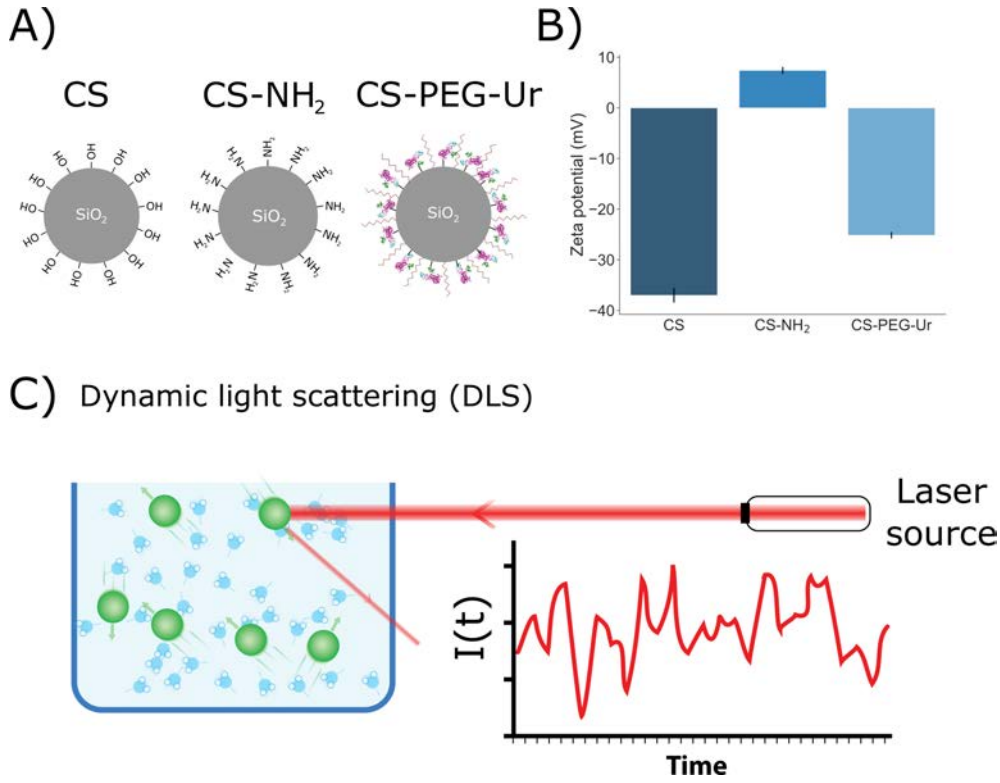 A)
CS CS-NH₂ CS-PEG-Ur
HO HO HO HO HO HO OH OH OH OH OH OH OH
SiO₂
H₂N H₂N H₂N H₂N H₂N H₂N NH₂ NH₂ NH₂ NH₂ NH₂ NH₂ NH₂
SiO₂
SiO₂
B)
Zeta potential (mV)
10
0
−10
−20
−30
−40
CS CS-NH₂ CS-PEG-Ur
C) Dynamic light scattering (DLS)
Laser
source
I(t)
Time